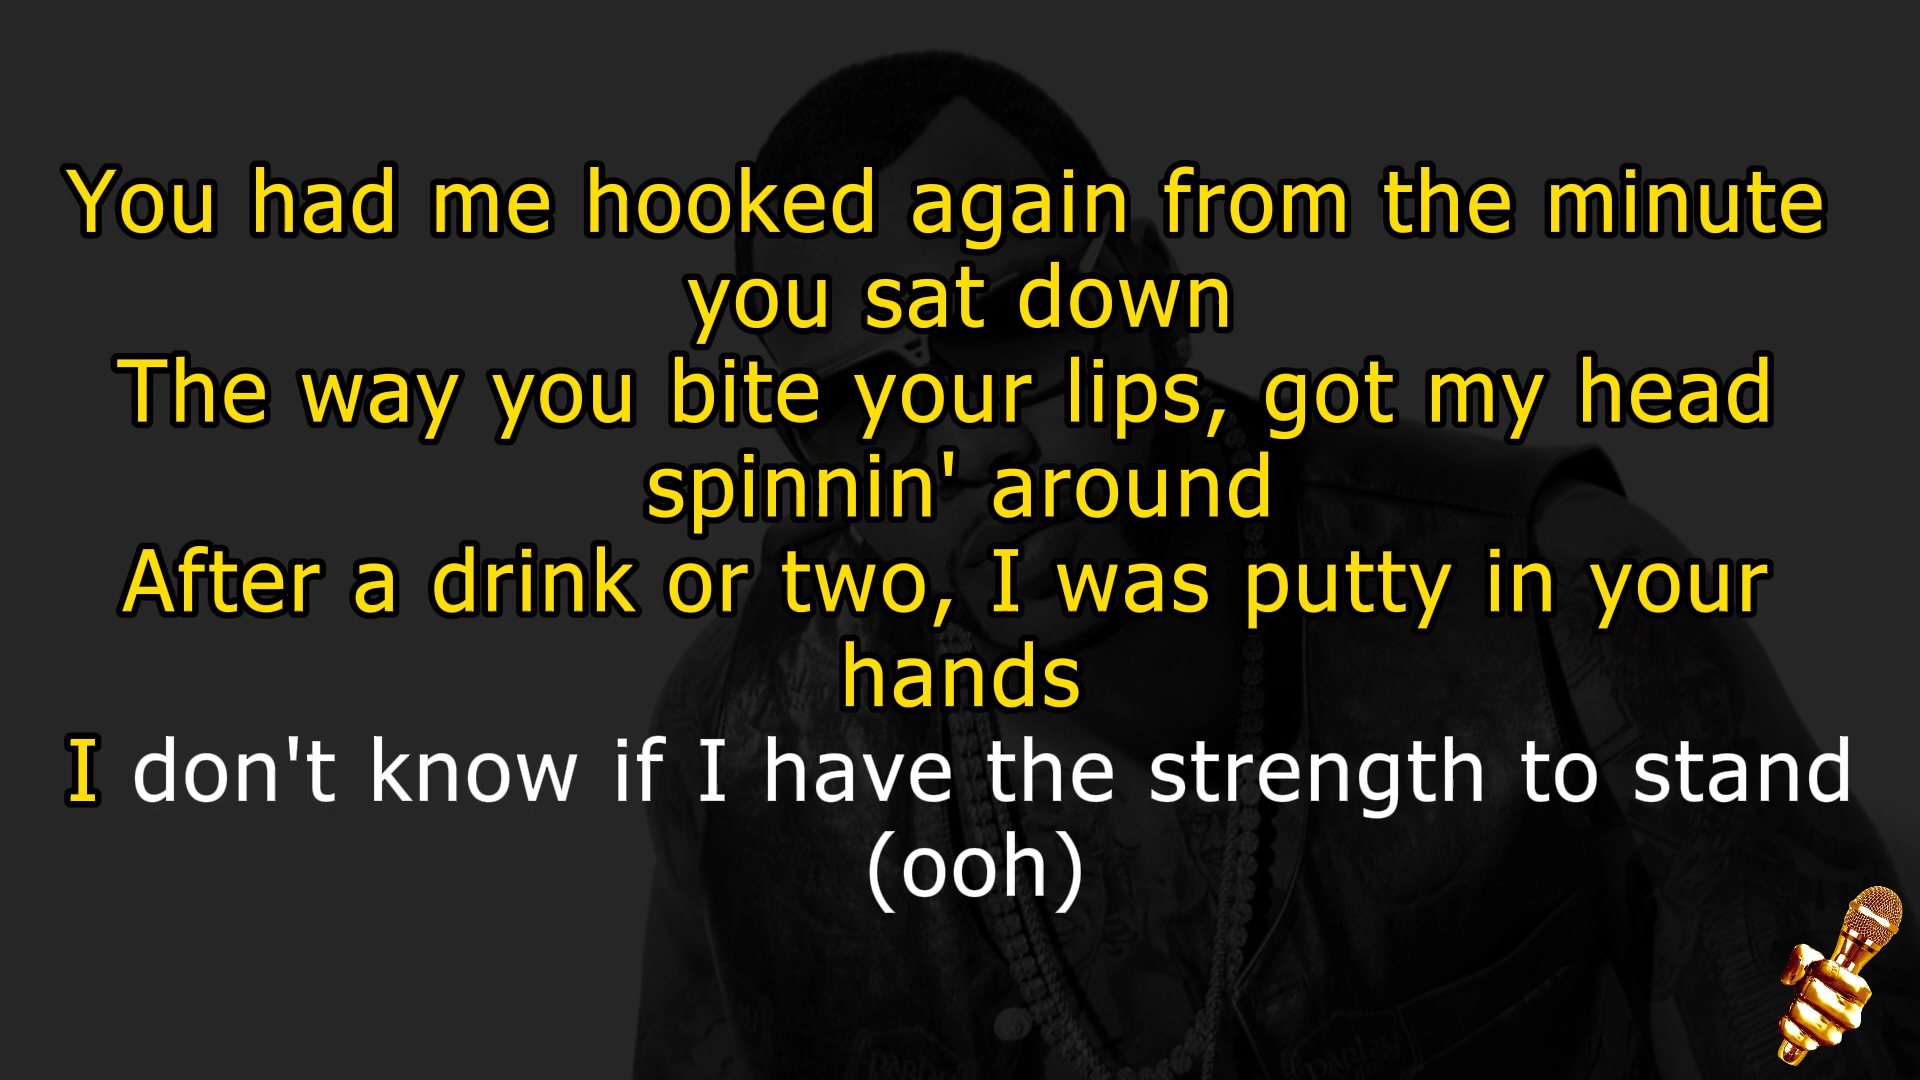 You had me hooked again from the minute
you sat down
The way you bite your lips, got my head
spinnin' around
After a drink or two, I was putty in your
hands
I don't know if I have the strength to stand
(ooh)